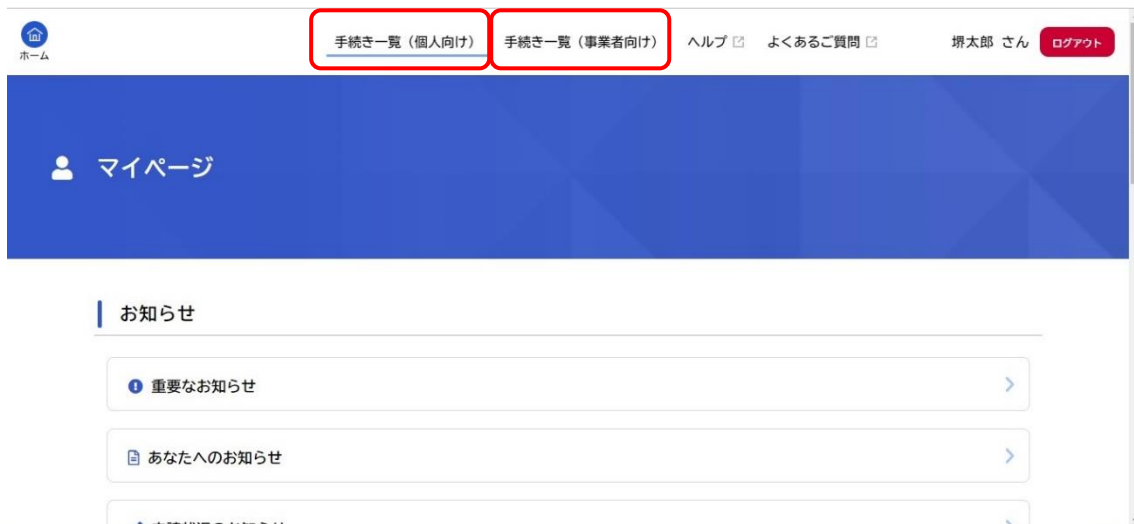 ホーム
手続き一覧（個人向け） 手続き一覧（事業者向け） ヘルプ よくあるご質問 堺太郎 さん ログアウト
マイページ
お知らせ
重要なお知らせ
あなたへのお知らせ